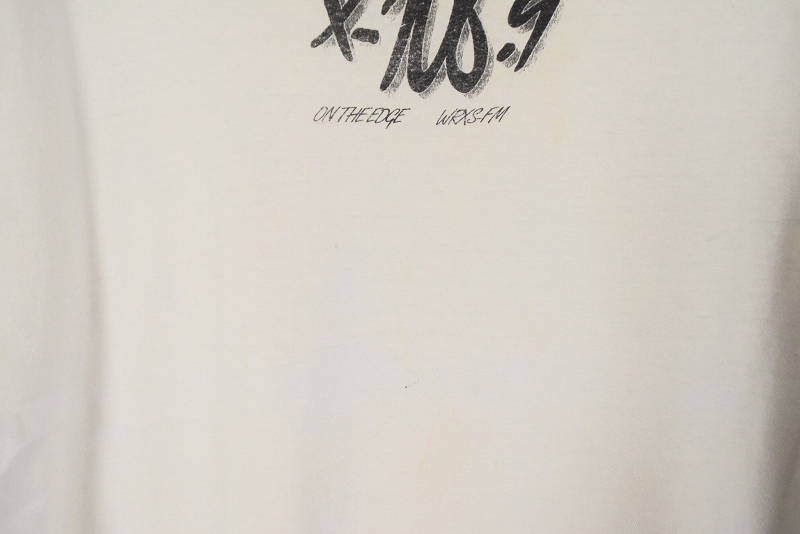 X-106.9
ON THE EDGE WRXS-FM